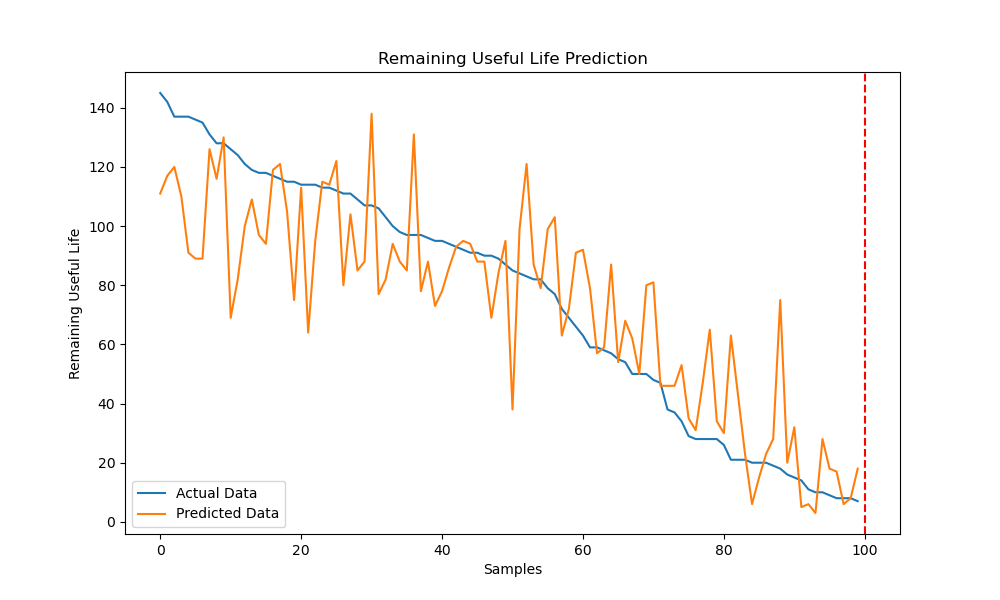 Remaining Useful Life Prediction
Remaining Useful Life
140
120
100
80
60
40
20
0
Actual Data
Predicted Data
0 20 40 60 80 100
Samples